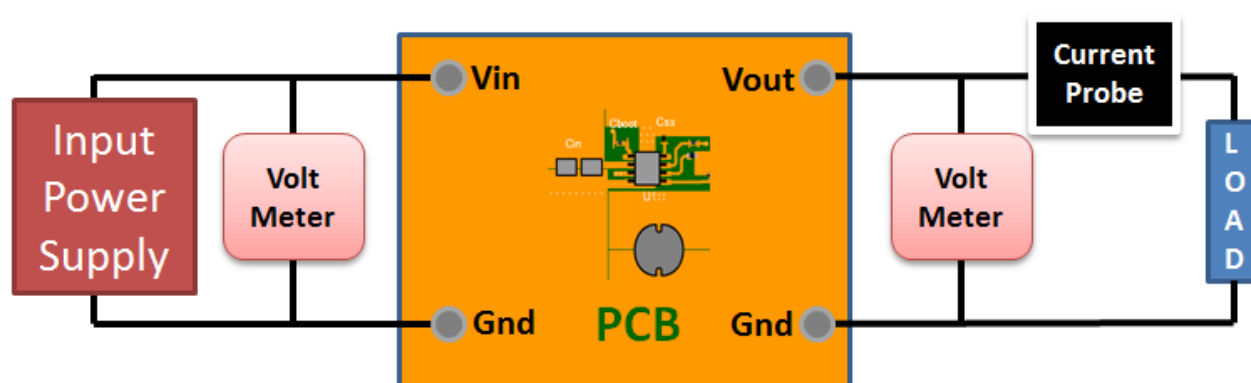 Input
Power
Supply
Volt
Meter
Vin
Gnd
Cboot
Css
Cin
U1::
PCB
Vout
Gnd
Volt
Meter
Current
Probe
L
O
A
D